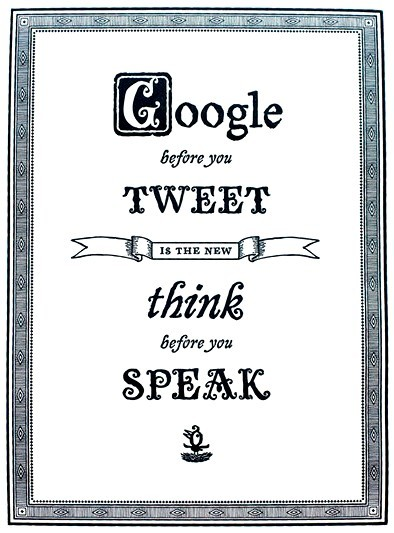 Google
before you
TWEET
IS THE NEW
think
before you
SPEAK